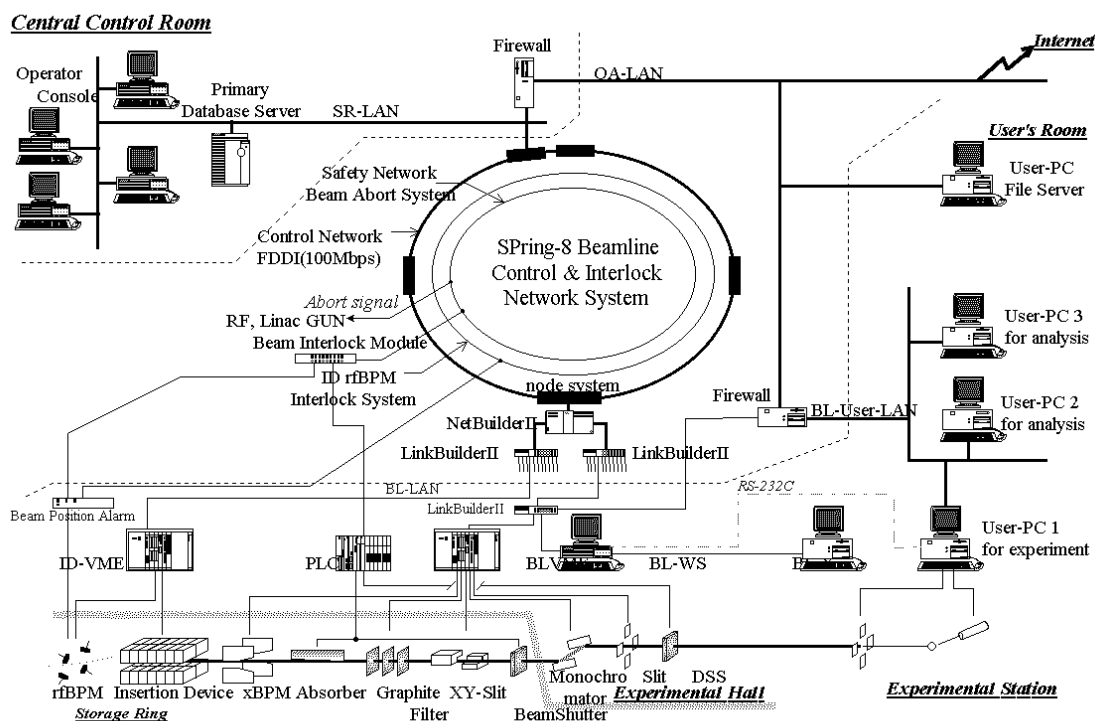 Central Control Room
Operator
Console
Primary
Database Server
SR-LAN
Firewall
OA-LAN
Internet
User's Room
User-PC
File Server
Safety Network
Beam Abort System
Control Network
FDDI(100Mbps)
SPring-8 Beamline
Control & Interlock
Network System
Abort signal
RF, Linac GUN
Beam Interlock Module
ID rfBPM
Interlock System
node system
NetBuilderII
LinkBuilderII
LinkBuilderII
Firewall
BL-User-LAN
User-PC 3
for analysis
User-PC 2
for analysis
BL-LAN
RS-232C
Beam Position Alarm
LinkBuilderII
User-PC 1
for experiment
ID-VME
PLC
BL-WS
rfBPM
Insertion Device
xBPM
Absorber
Graphite
Filter
XY-Slit
BeamShutter
Monochro
mator
Slit
DSS
Storage Ring
Experimental Hall
Experimental Station